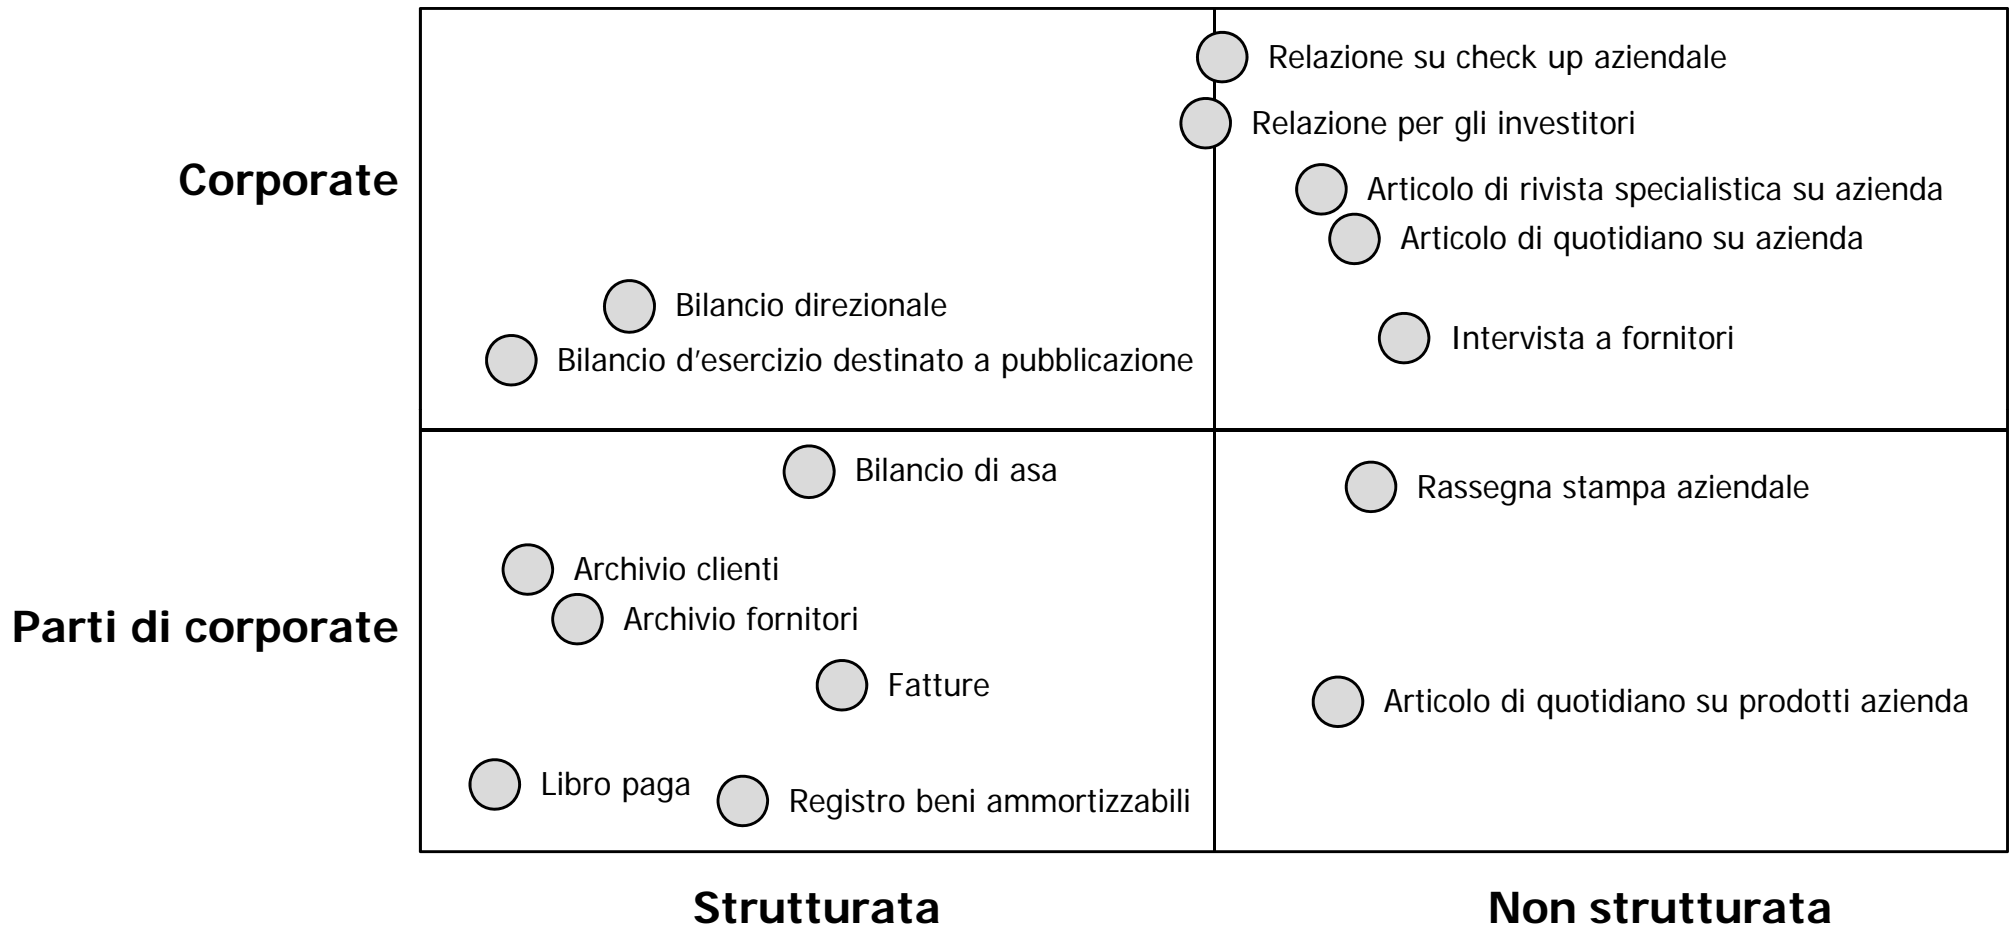 Relazione su check up aziendale
Relazione per gli investitori
Corporate
Articolo di rivista specialistica su azienda
Articolo di quotidiano su azienda
Bilancio direzionale
Intervista a fornitori
Bilancio d'esercizio destinato a pubblicazione
Bilancio di asa
Rassegna stampa aziendale
Archivio clienti
Archivio fornitori
Parti di corporate
Fatture
Articolo di quotidiano su prodotti azienda
Libro paga
Registro beni ammortizzabili
Strutturata
Non strutturata